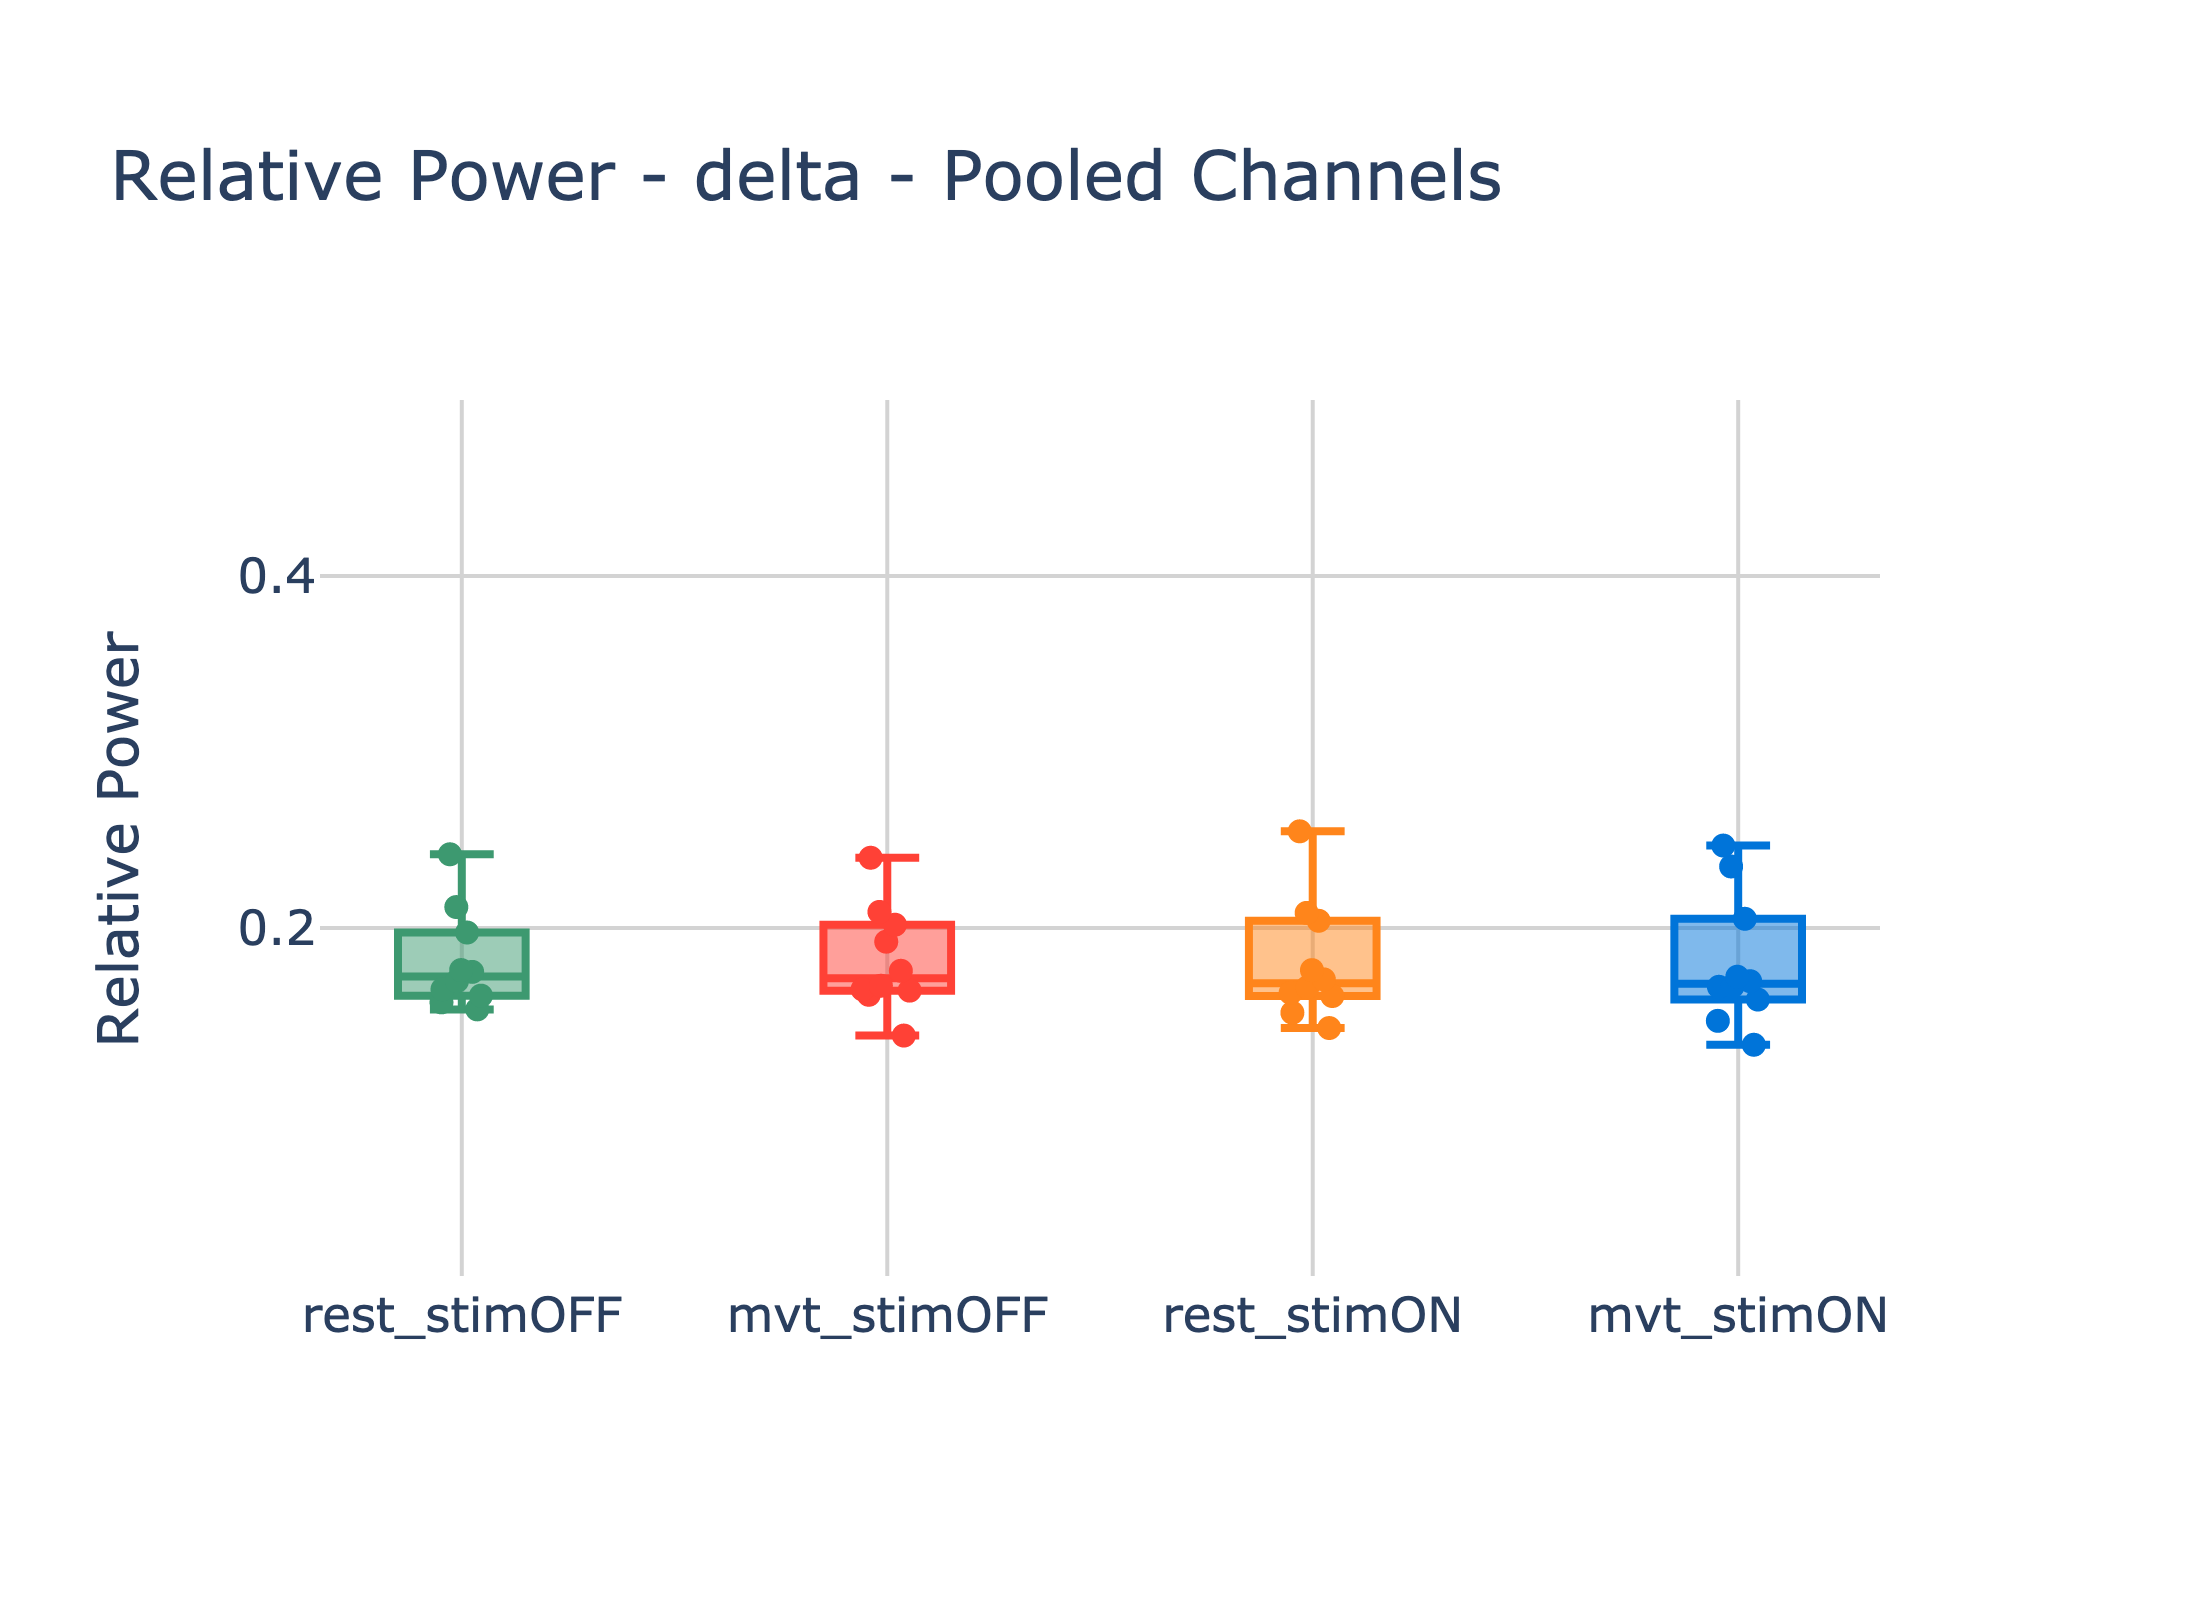 Relative Power - delta - Pooled Channels
Relative Power
0.4
0.2
rest_stimOFF
mvt_stimOFF
rest_stimON
mvt_stimON